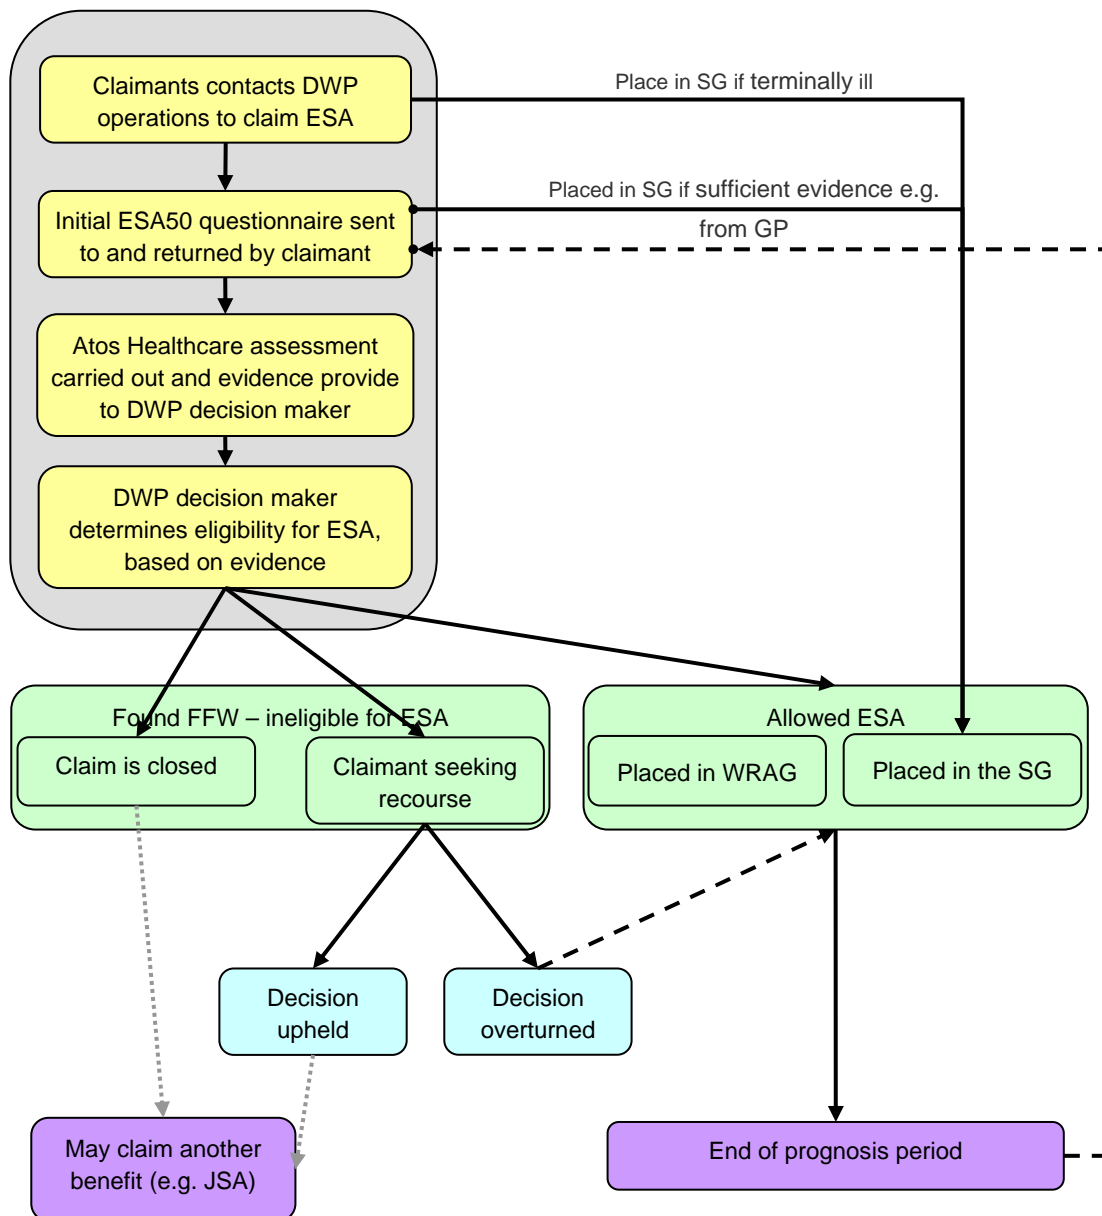 Claimants contacts DWP
operations to claim ESA
Place in SG if terminally ill
Initial ESA50 questionnaire sent
to and returned by claimant
Placed in SG if sufficient evidence e.g.
from GP
Atos Healthcare assessment
carried out and evidence provide
to DWP decision maker
DWP decision maker
determines eligibility for ESA,
based on evidence
Found FFW – ineligible for ESA
Claim is closed
Claimant seeking
recourse
Allowed ESA
Placed in WRAG
Placed in the SG
Decision
upheld
Decision
overturned
May claim another
benefit (e.g. JSA)
End of prognosis period